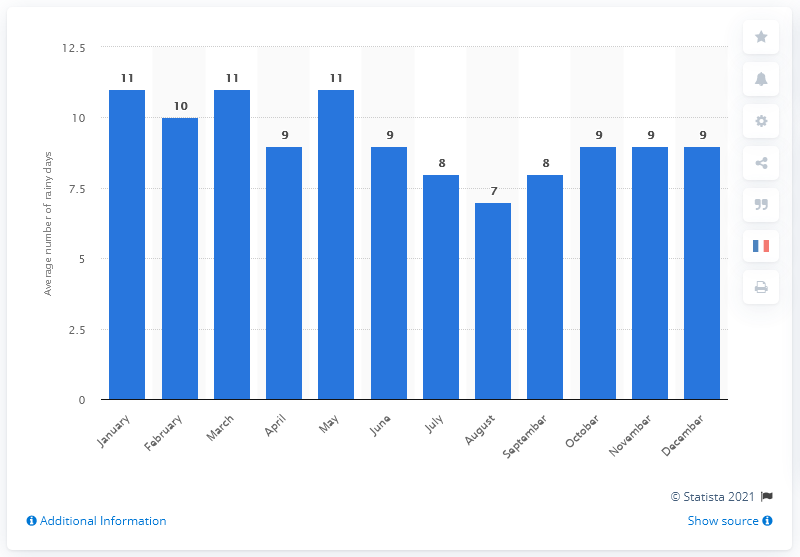 12.5
10
7.5
5
2.5
0
Average number of rainy days
11
10
11
9
11
9
8
7
8
9
9
9
January
February
March
April
May
June
July
August
September
October
November
December
© Statista 2021
Additional Information
Show source